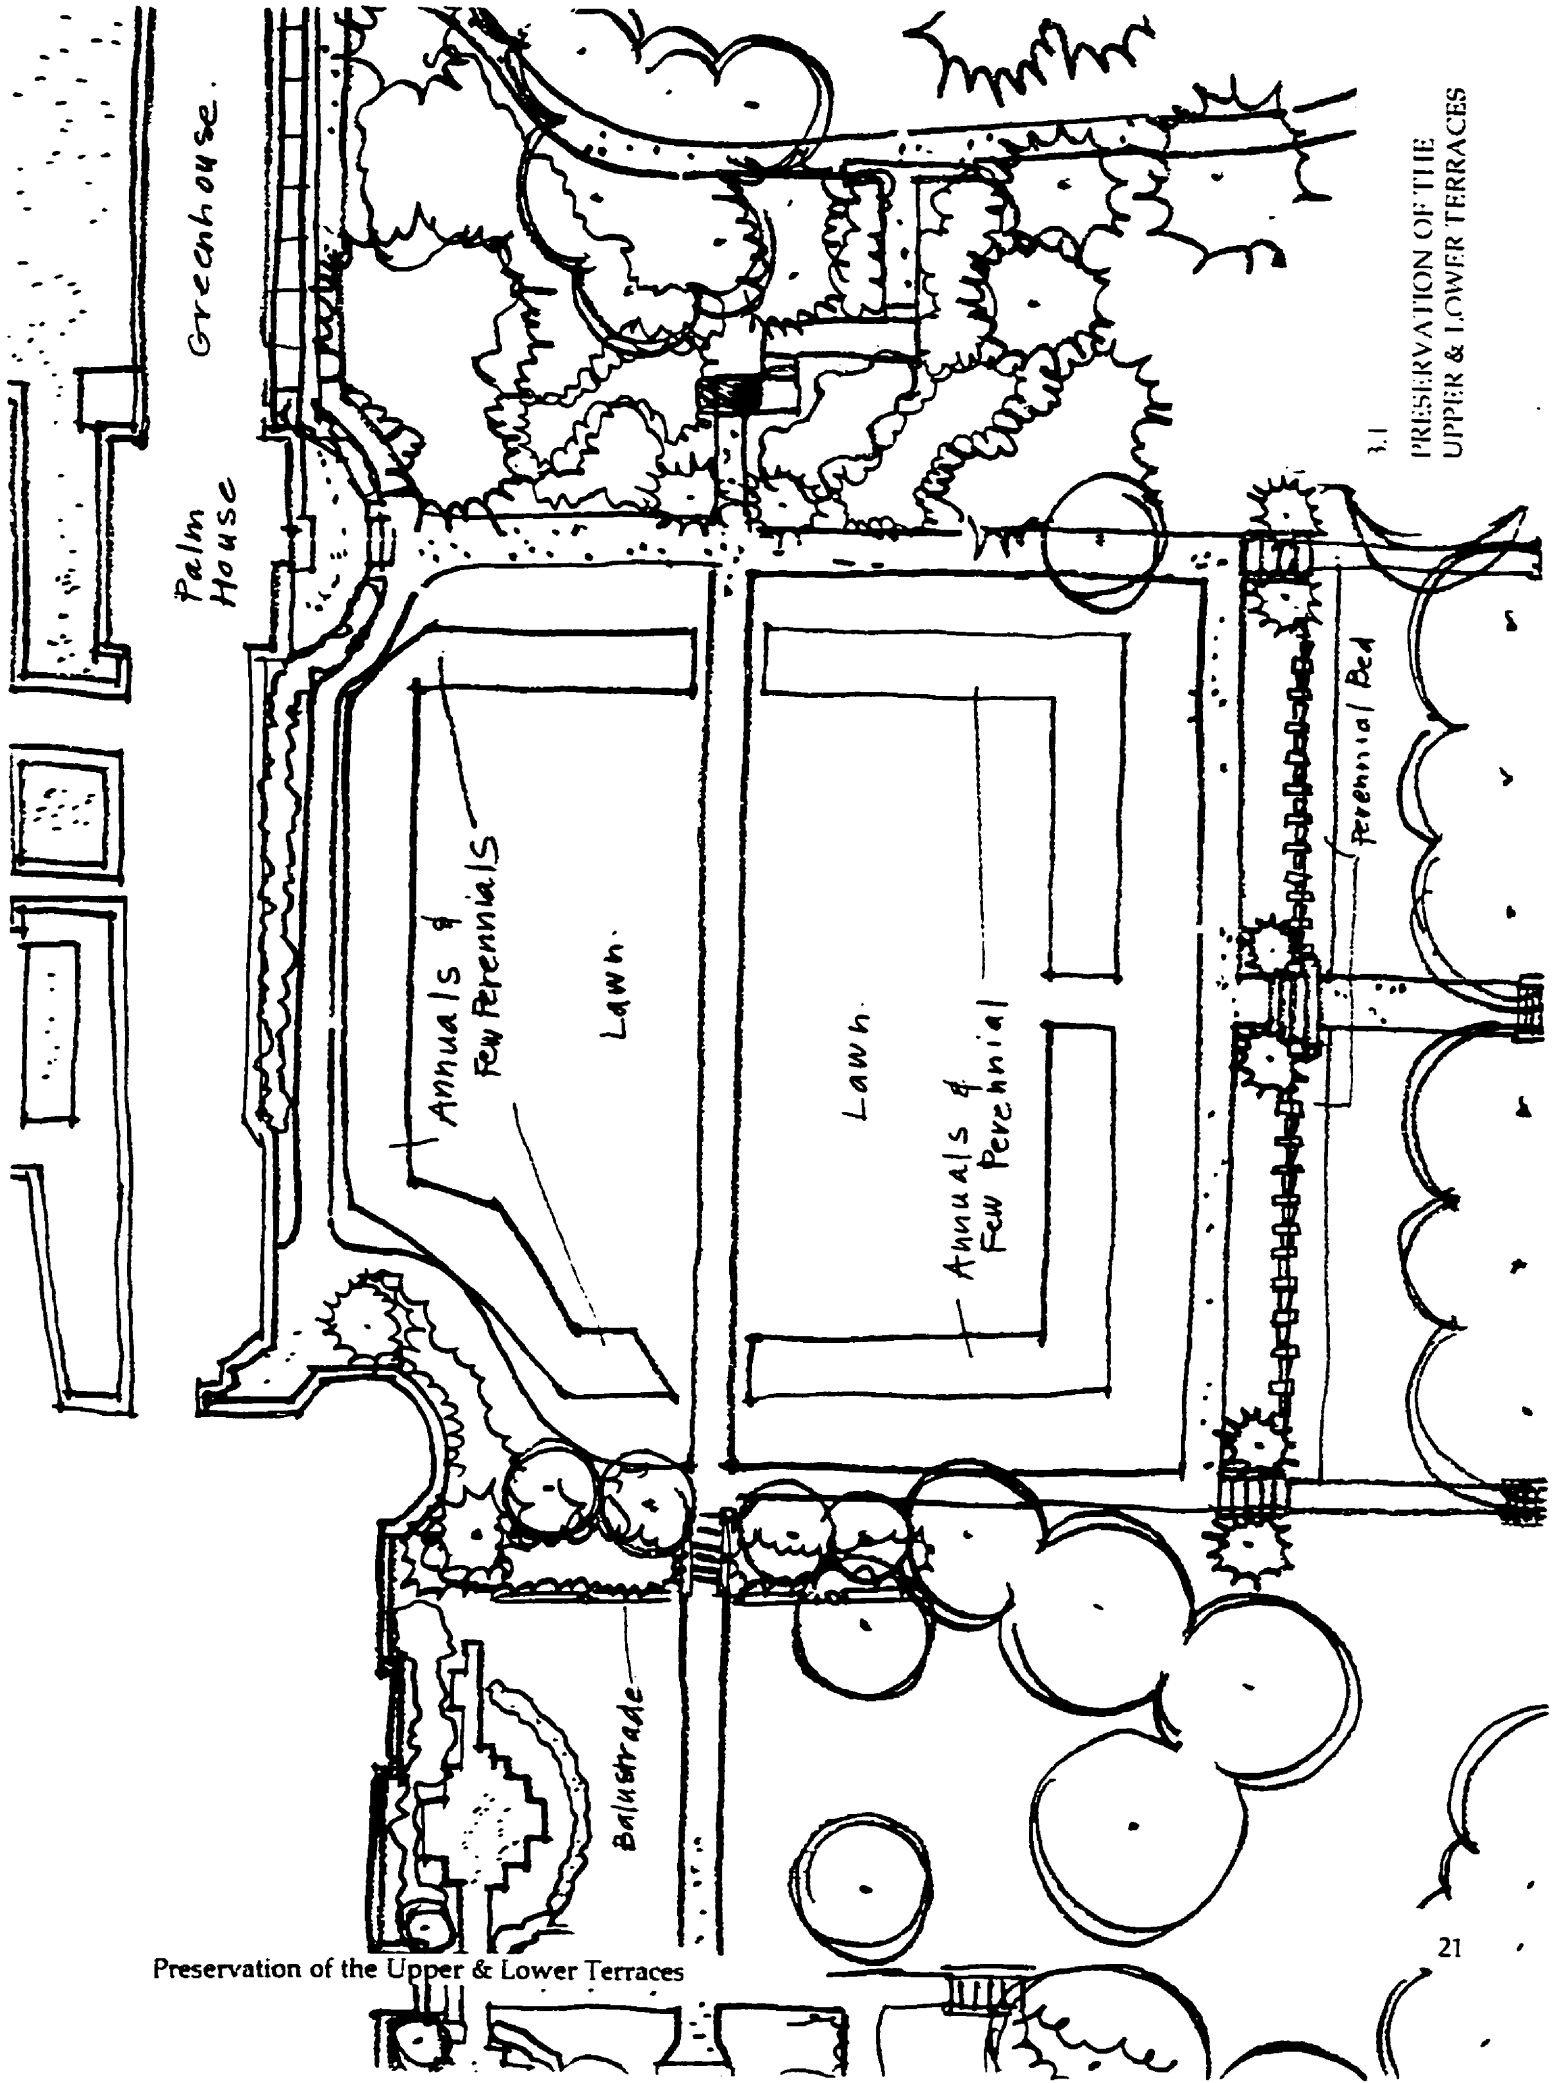 Greenhouse.
Palm
House
Annuals &
Few Perennials
Lawn.
Lawn.
Annuals &
Few Perennial
Perennial Bed
Balustrade
3.1
PRESERVATION OF THE
UPPER & LOWER TERRACES
Preservation of the Upper & Lower Terraces
21